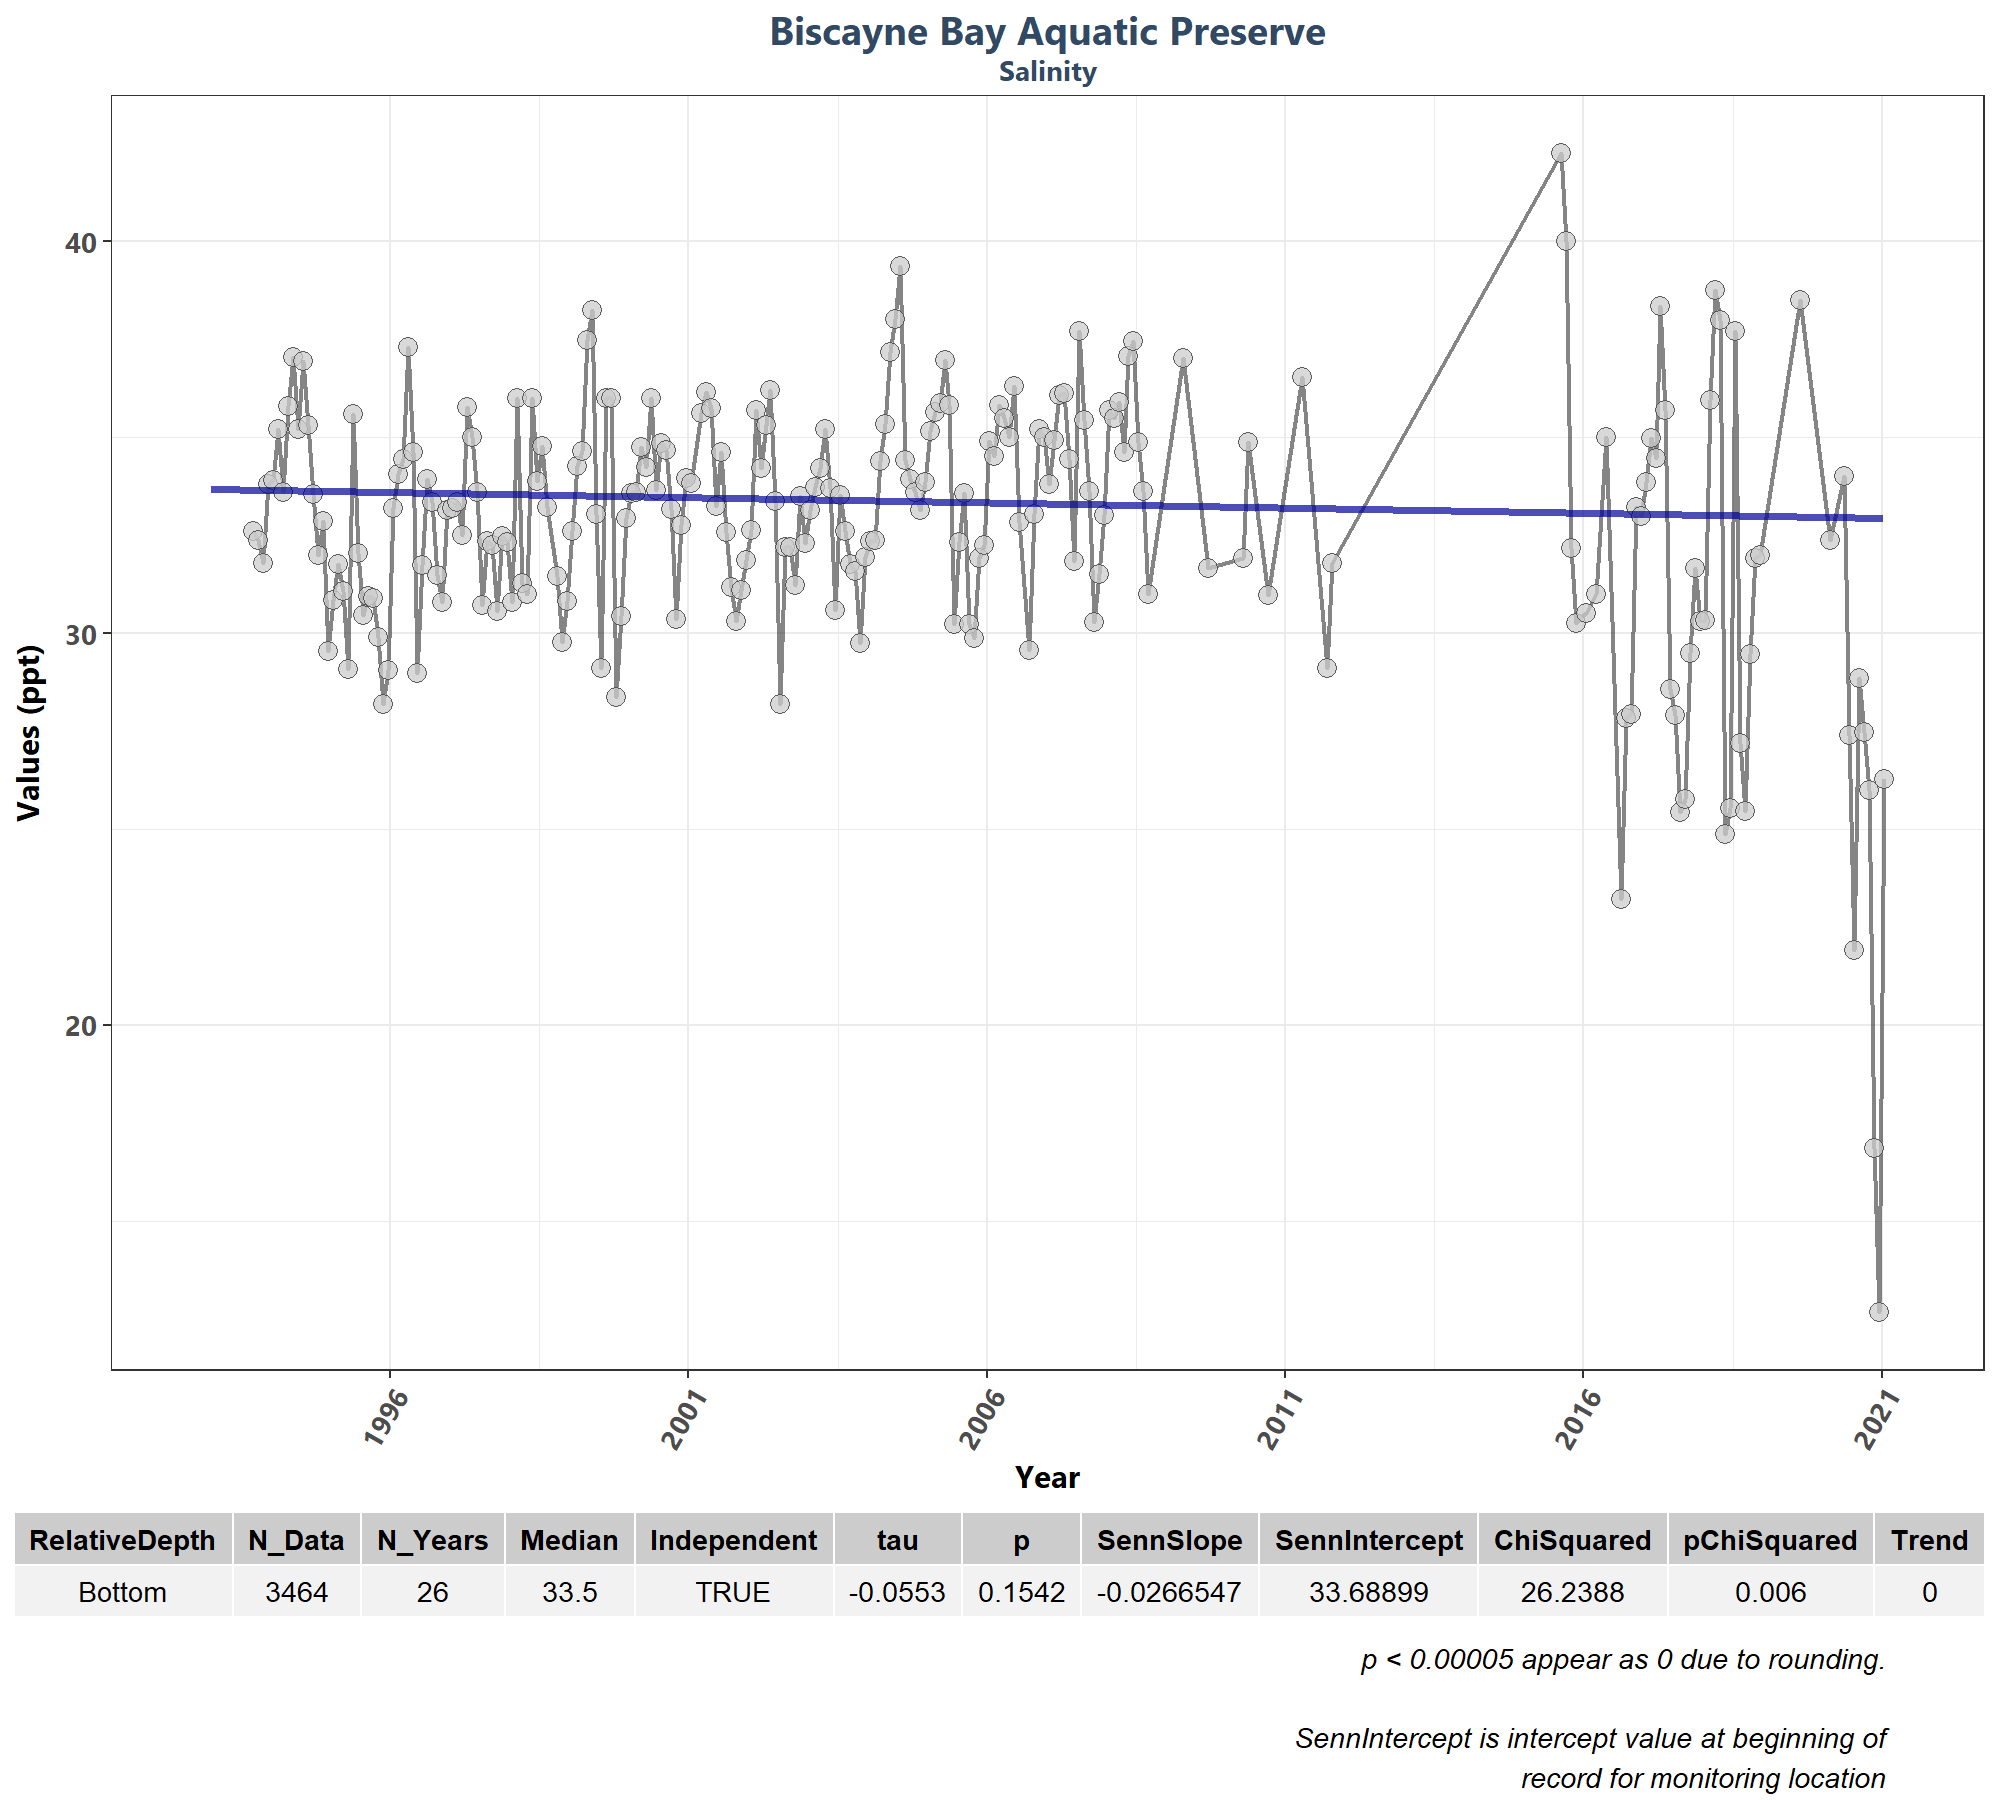 Biscayne Bay Aquatic Preserve
Salinity
Values (ppt)
40
30
20
1996
2001
2006
2011
2016
2021
Year
RelativeDepth N_Data N_Years Median Independent tau p SennSlope SennIntercept ChiSquared pChiSquared Trend
Bottom 3464 26 33.5 TRUE -0.0553 0.1542 -0.0266547 33.68899 26.2388 0.006 0
p < 0.00005 appear as 0 due to rounding.
SennIntercept is intercept value at beginning of
record for monitoring location